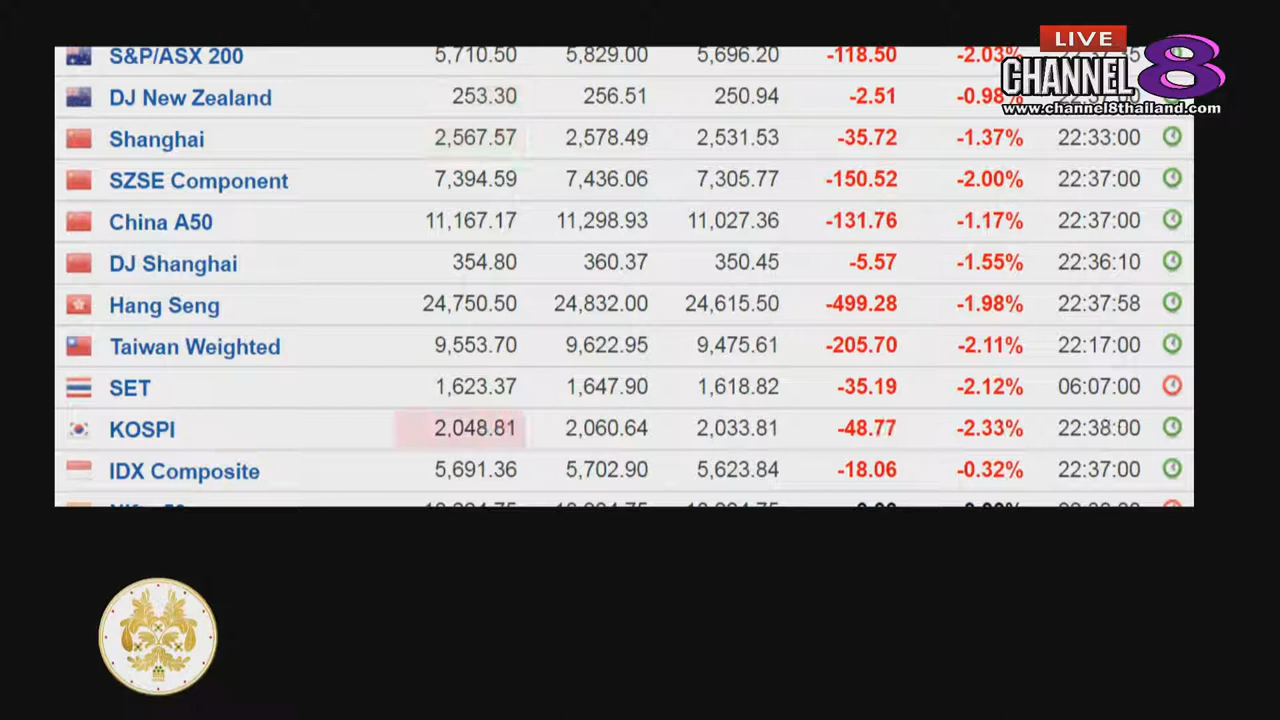 LIVE
CHANNEL 8
www.channel8thailand.com
S&P/ASX 200 5,710.50 5,829.00 5,696.20 -118.50 -2.03%
DJ New Zealand 253.30 256.51 250.94 -2.51 -0.98%
Shanghai 2,567.57 2,578.49 2,531.53 -35.72 -1.37% 22:33:00
SZSE Component 7,394.59 7,436.06 7,305.77 -150.52 -2.00% 22:37:00
China A50 11,167.17 11,298.93 11,027.36 -131.76 -1.17% 22:37:00
DJ Shanghai 354.80 360.37 350.45 -5.57 -1.55% 22:36:10
Hang Seng 24,750.50 24,832.00 24,615.50 -499.28 -1.98% 22:37:58
Taiwan Weighted 9,553.70 9,622.95 9,475.61 -205.70 -2.11% 22:17:00
SET 1,623.37 1,647.90 1,618.82 -35.19 -2.12% 06:07:00
KOSPI 2,048.81 2,060.64 2,033.81 -48.77 -2.33% 22:38:00
IDX Composite 5,691.36 5,702.90 5,623.84 -18.06 -0.32% 22:37:00